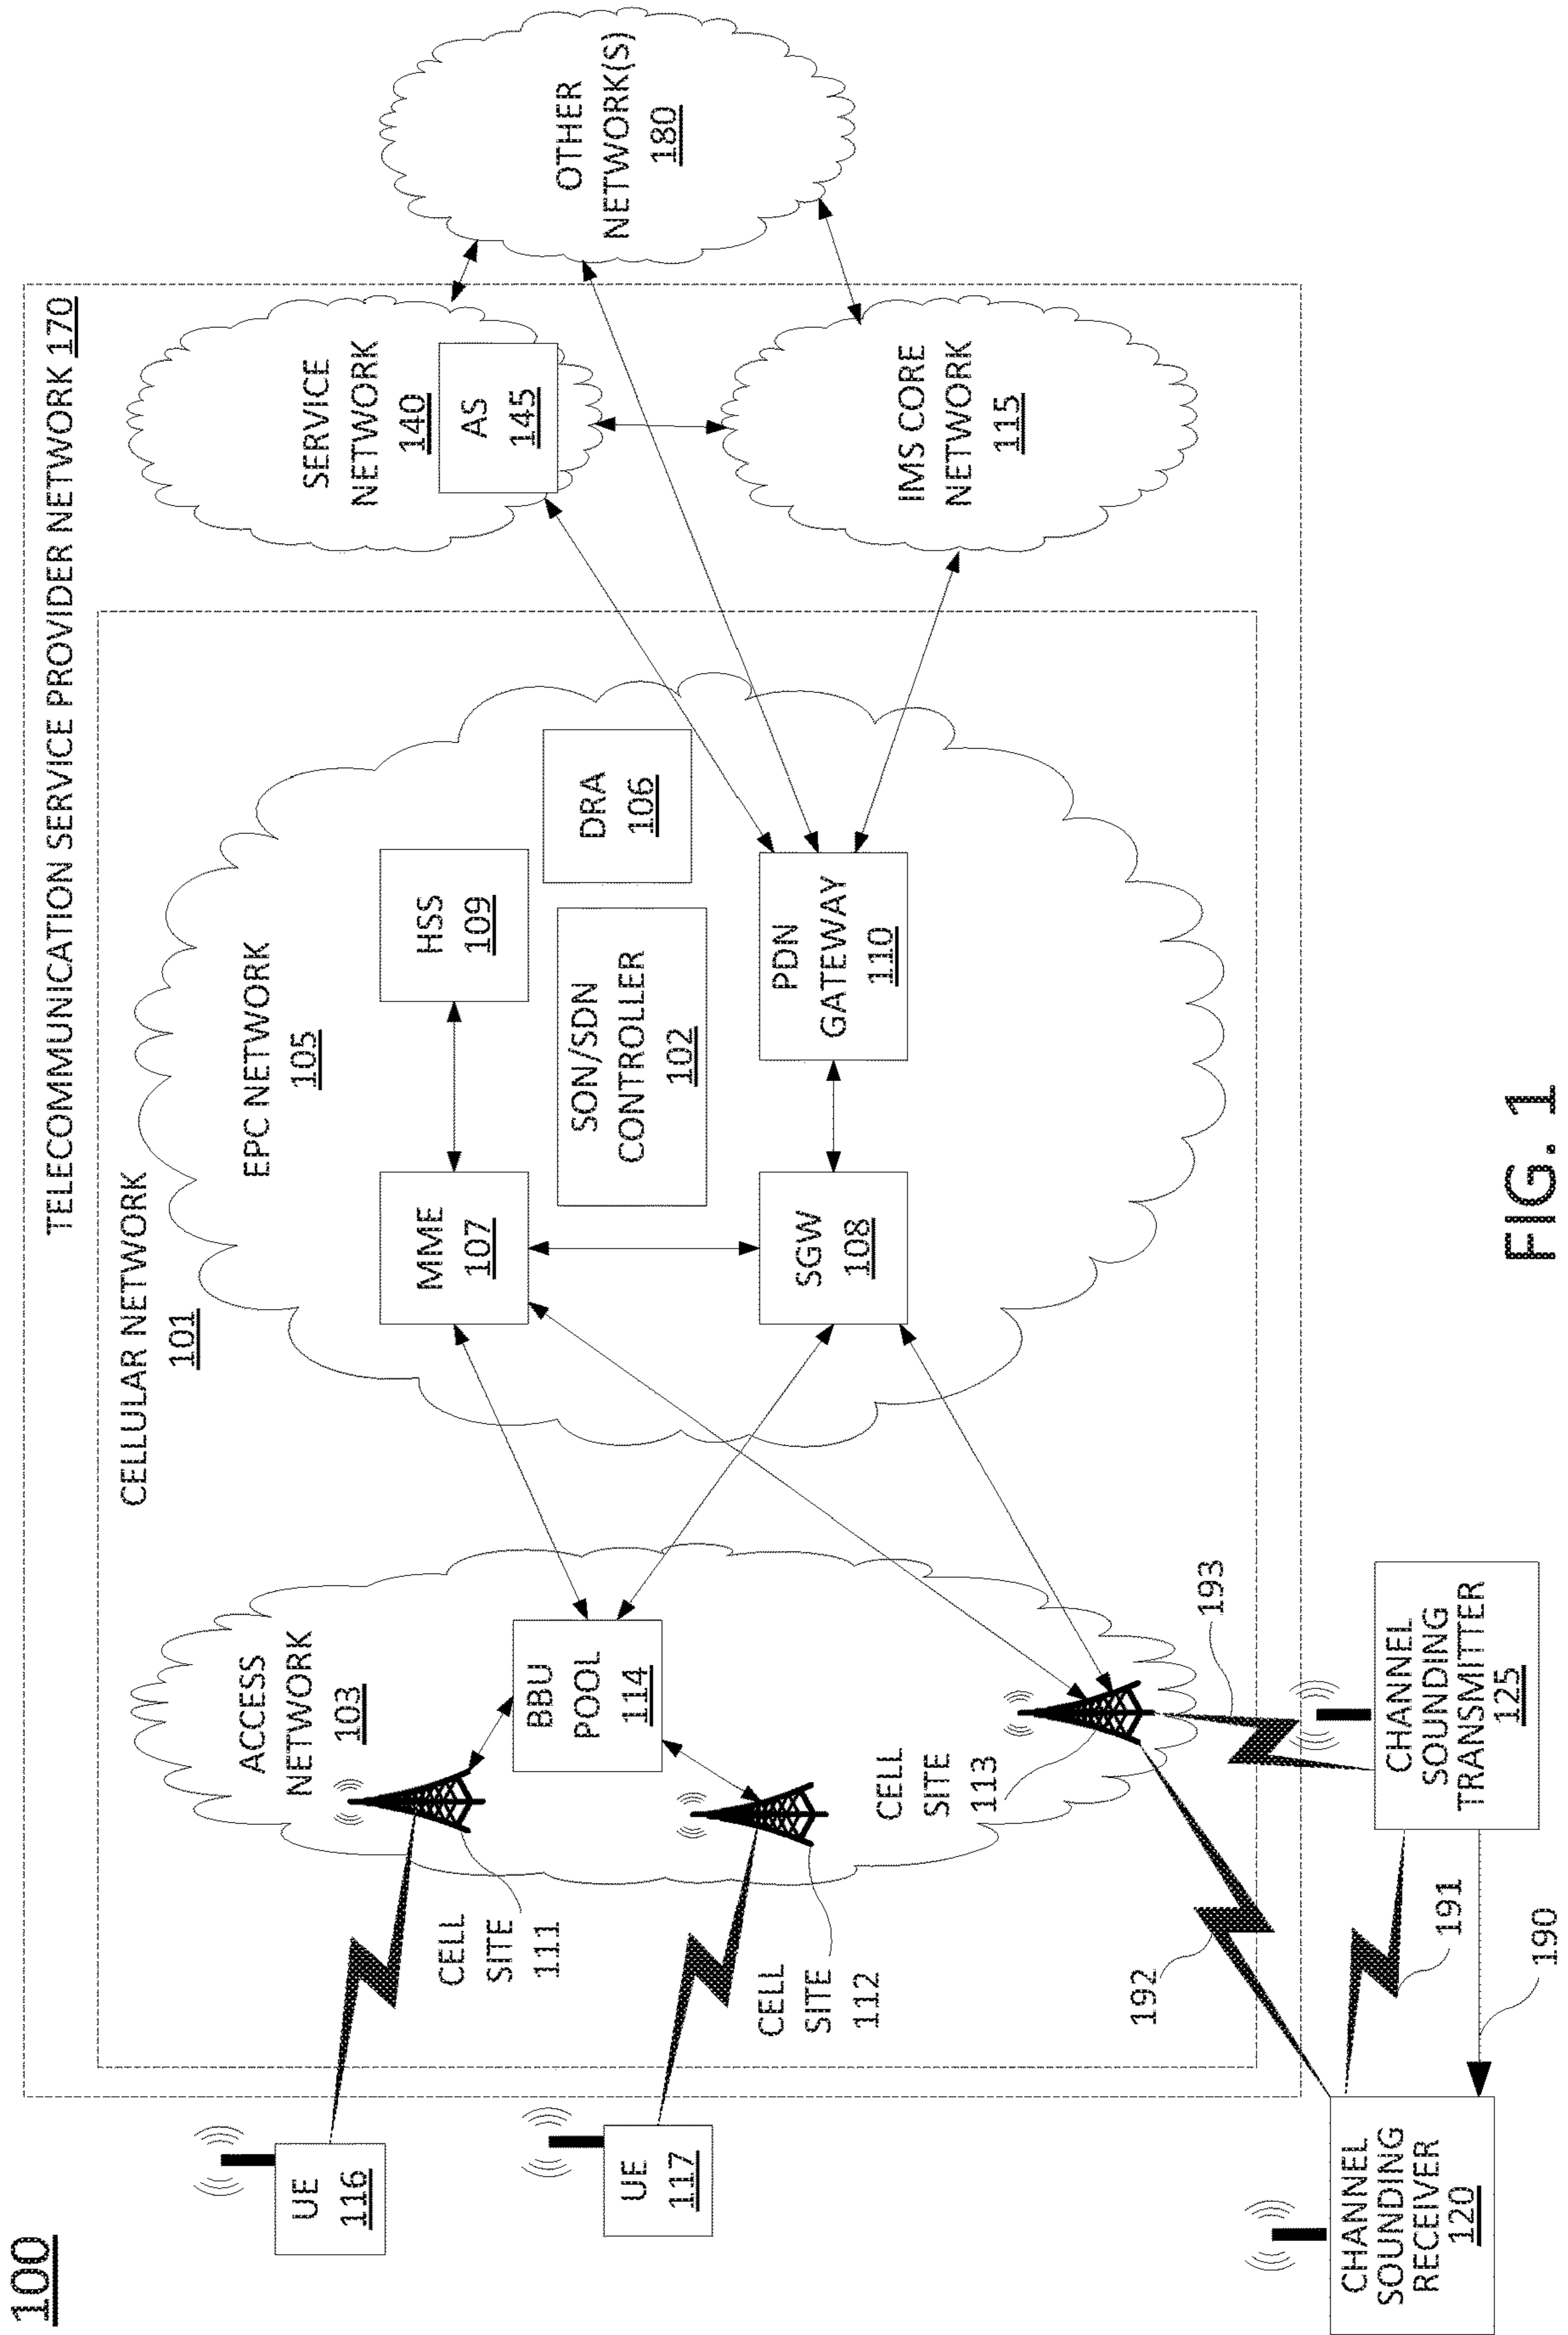 100
TELECOMMUNICATION SERVICE PROVIDER NETWORK 170
CELLULAR NETWORK
101
UE
116
UE
117
CELL
SITE
111
CELL
SITE
112
ACCESS
NETWORK
103
BBU
POOL
114
CELL
SITE
113
EPC NETWORK
105
MME
107
HSS
109
SON/SDN
CONTROLLER
102
DRA
106
SGW
108
PDN
GATEWAY
110
SERVICE
NETWORK
140
AS
145
IMS CORE
NETWORK
115
OTHER
NETWORK(S)
180
192
193
CHANNEL
SOUNDING
RECEIVER
120
191
190
CHANNEL
SOUNDING
TRANSMITTER
125
FIG. 1